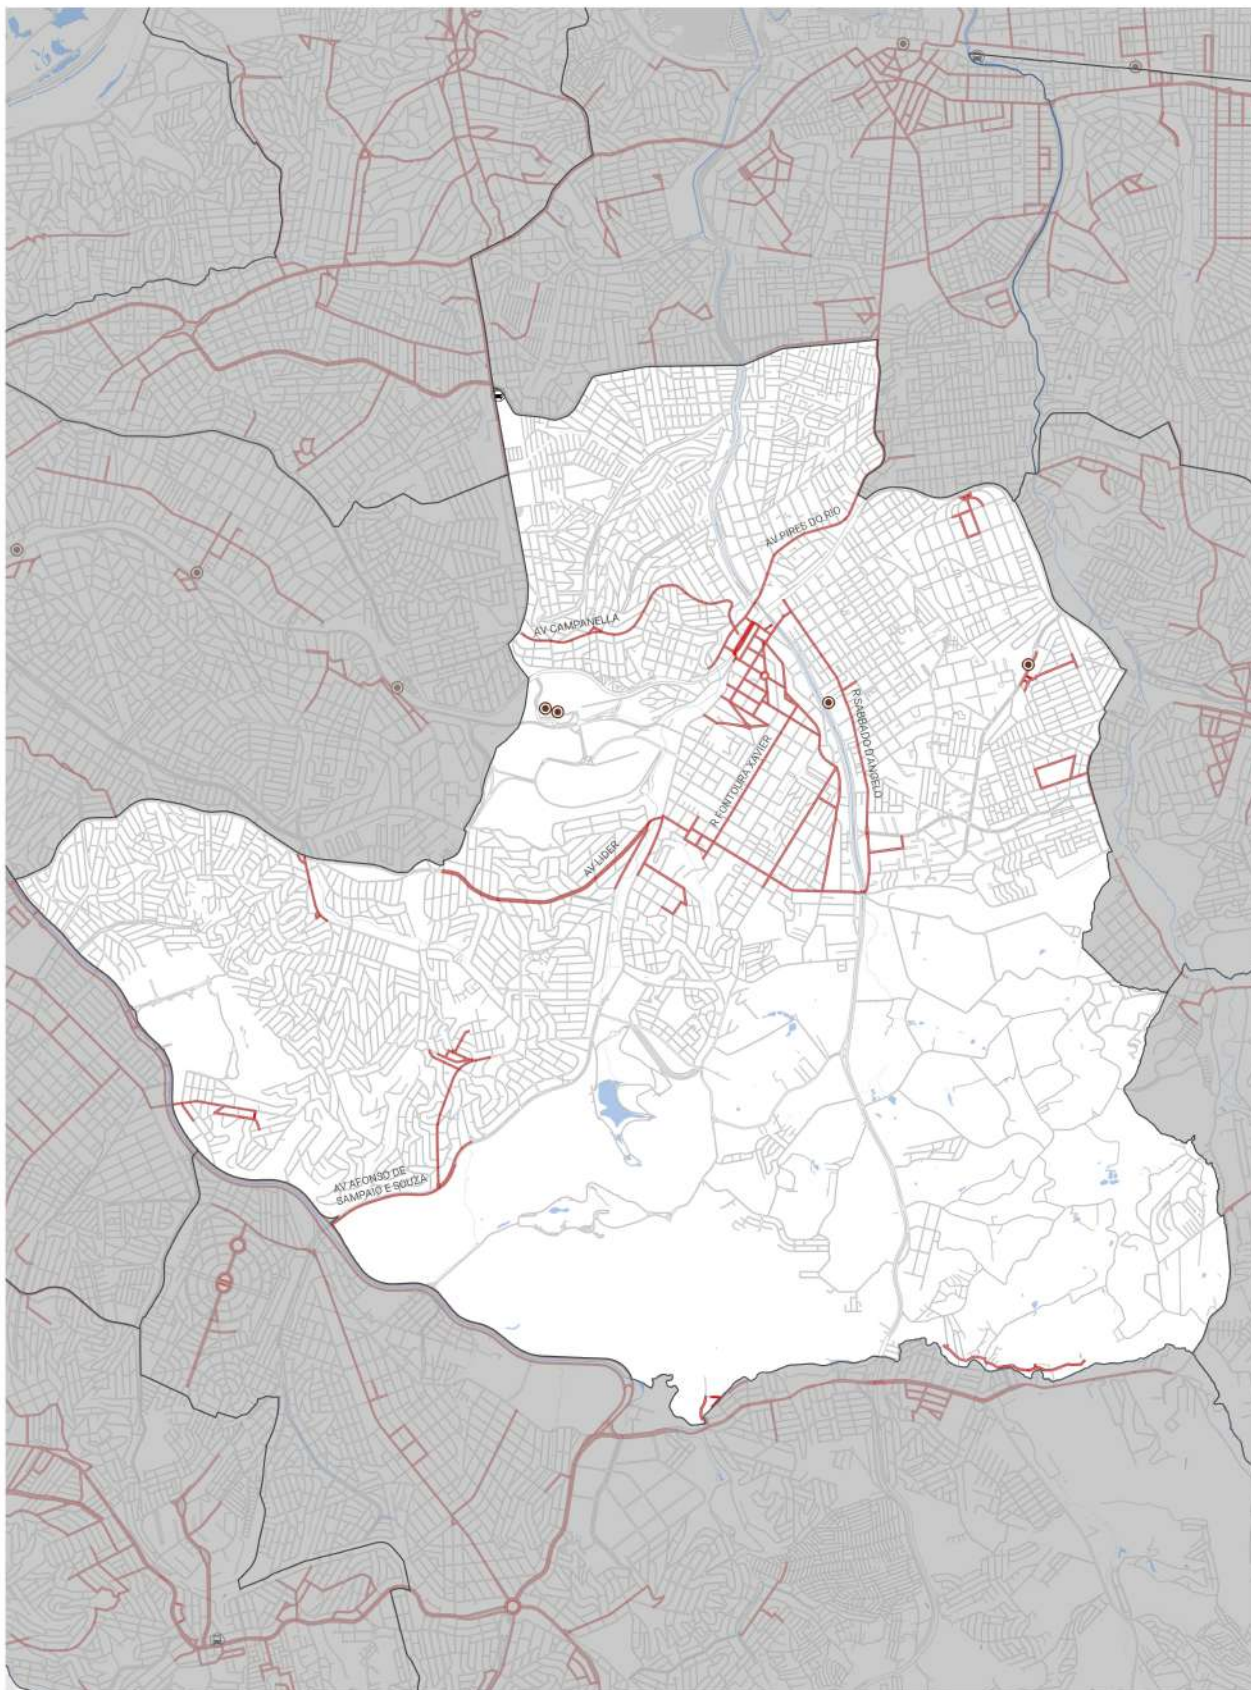 AV PIRES DO RIO
AV CAMPANELLA
R SABBADO D'ANGELO
R FONTOURA XAVIER
AV LIDER
AV AFONSO DE
SAMPAIO E SOUZA